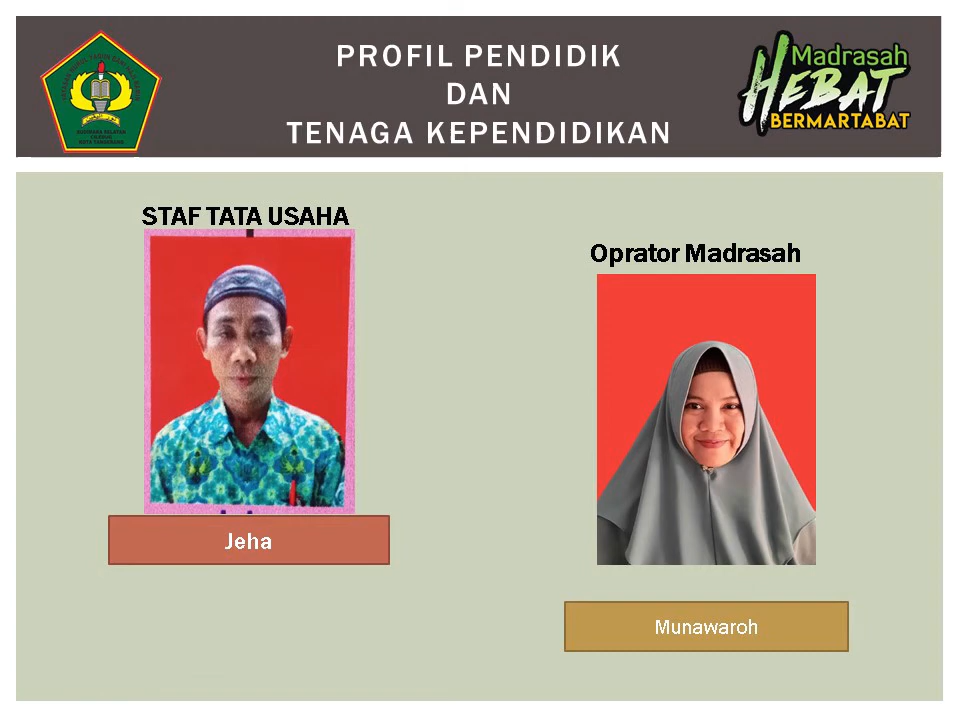 PROFIL PENDIDIK
DAN
TENAGA KEPENDIDIKAN
Madrasah
HEBAT
BERMARTABAT
STAF TATA USAHA
Oprator Madrasah
Jeha
Munawaroh